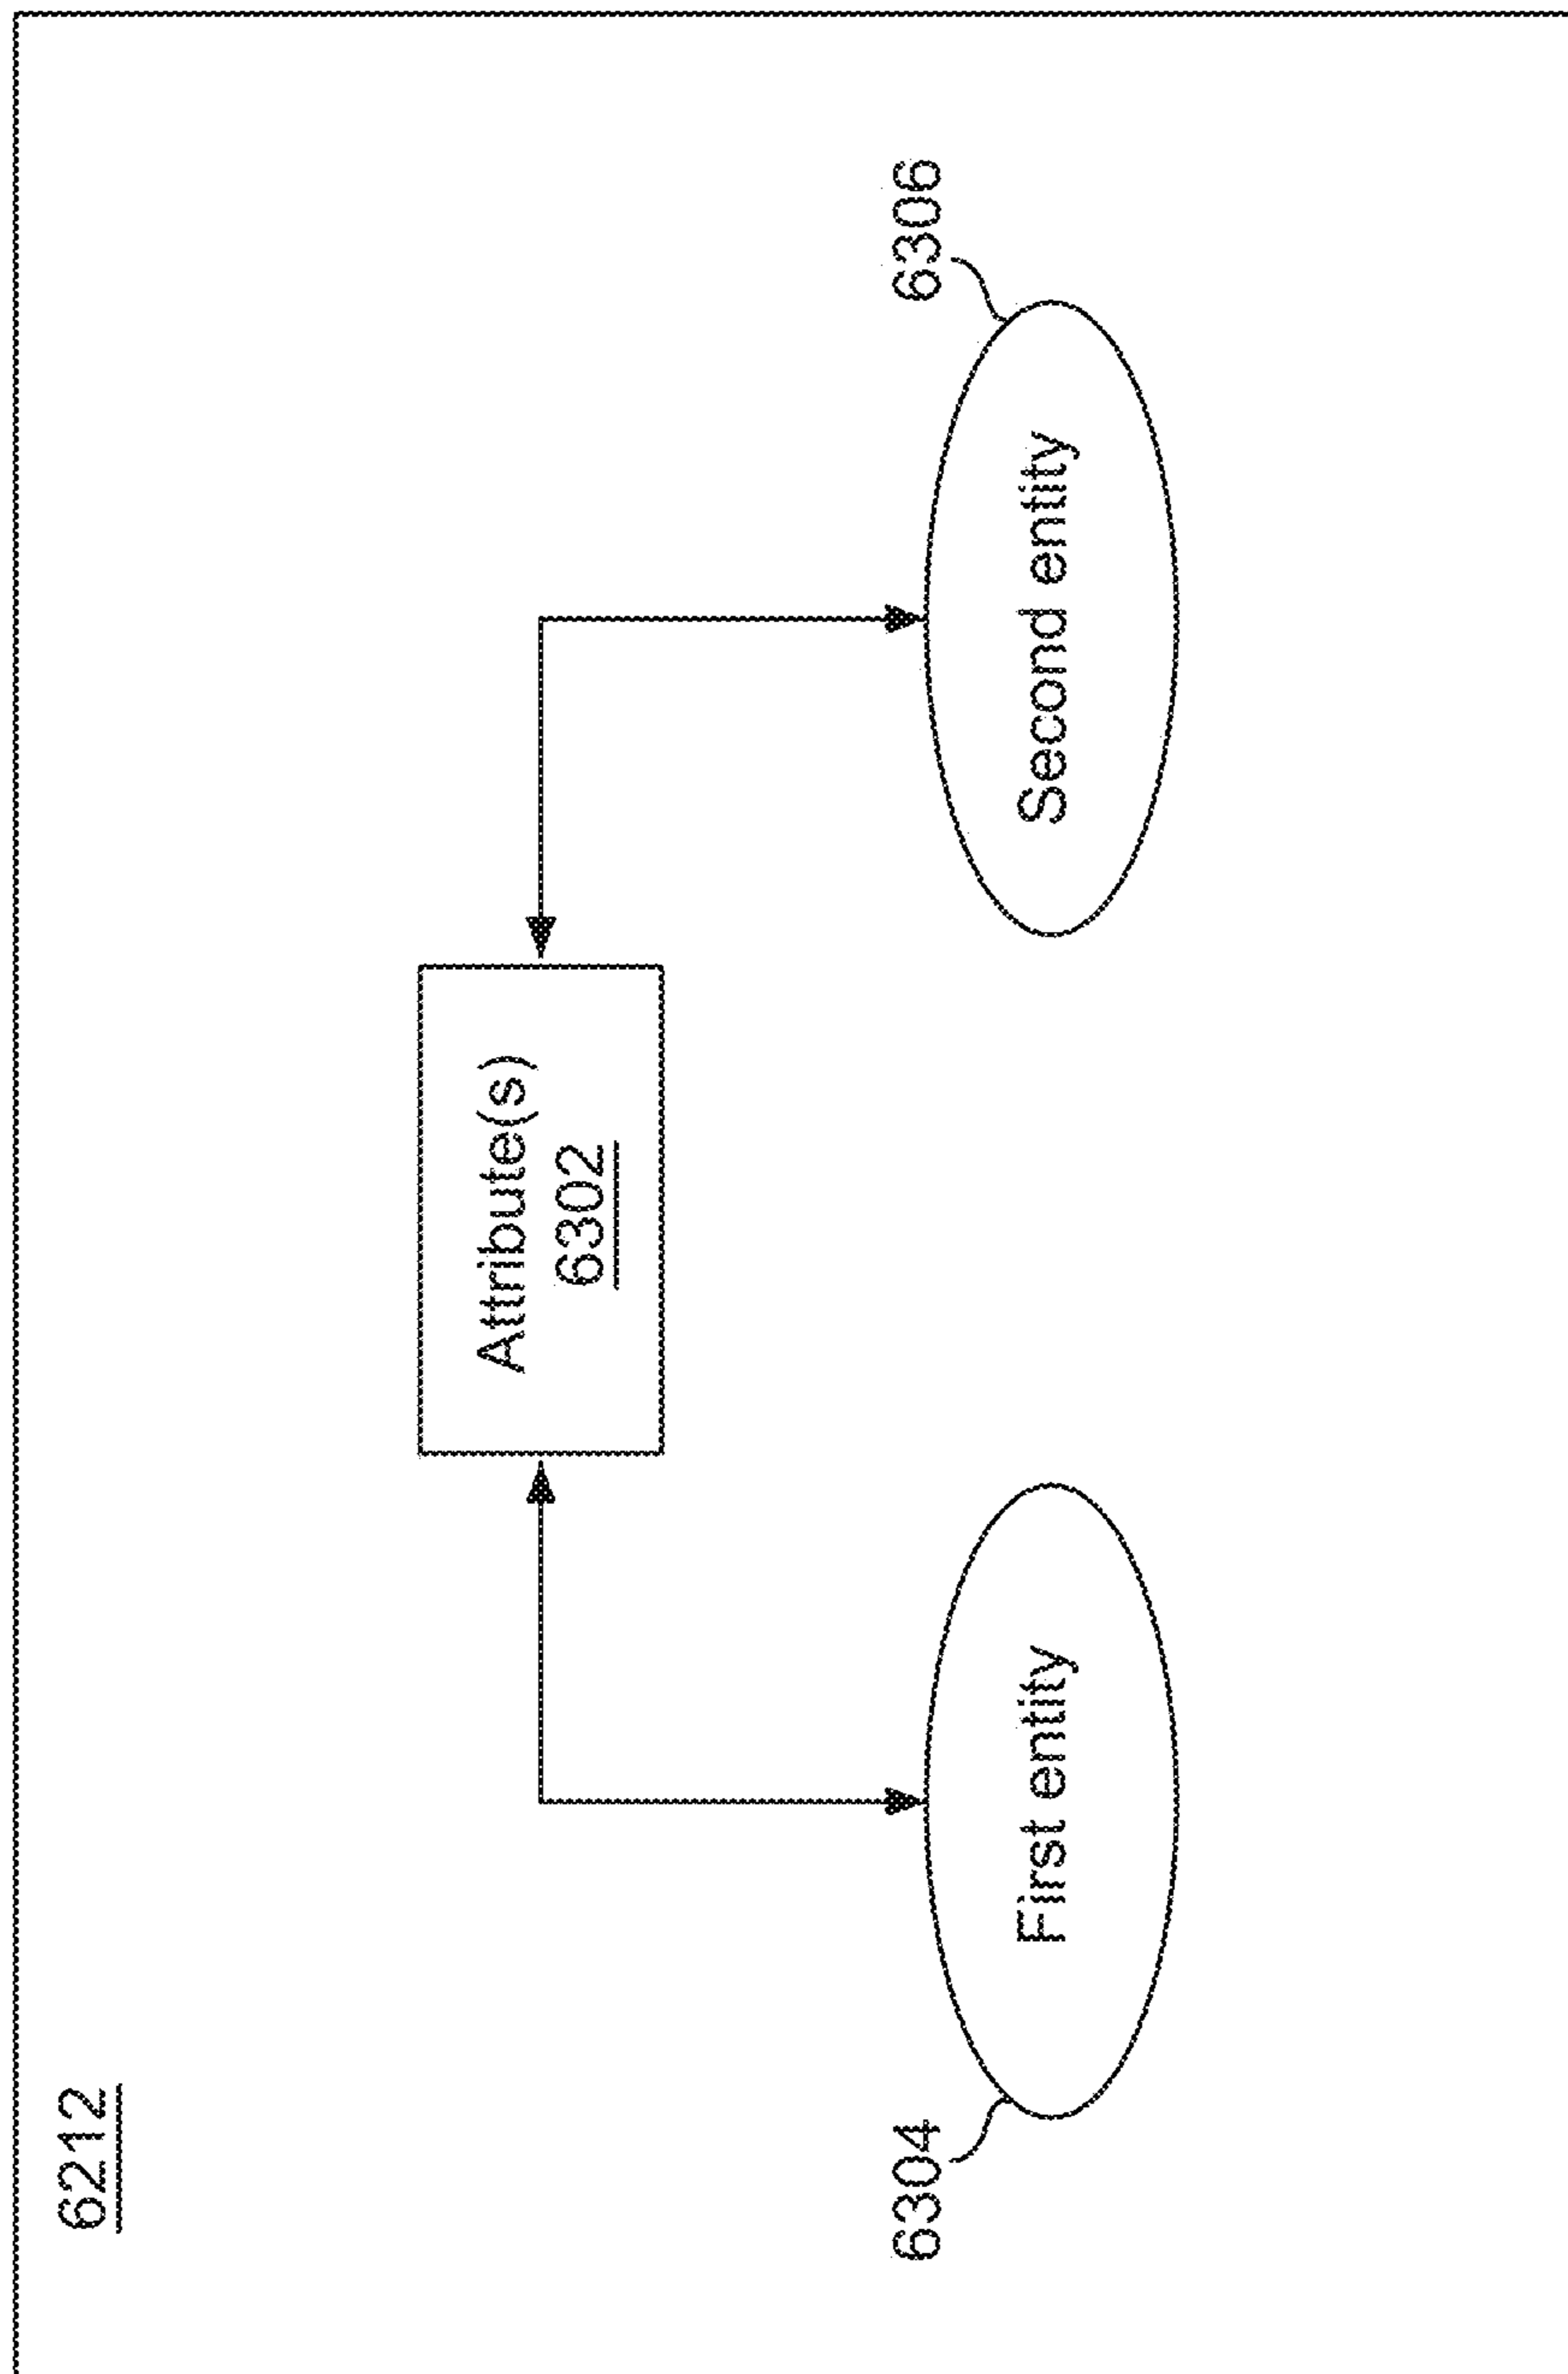 6212
Attribute(s)
6302
6304
6306
First entity
Second entity